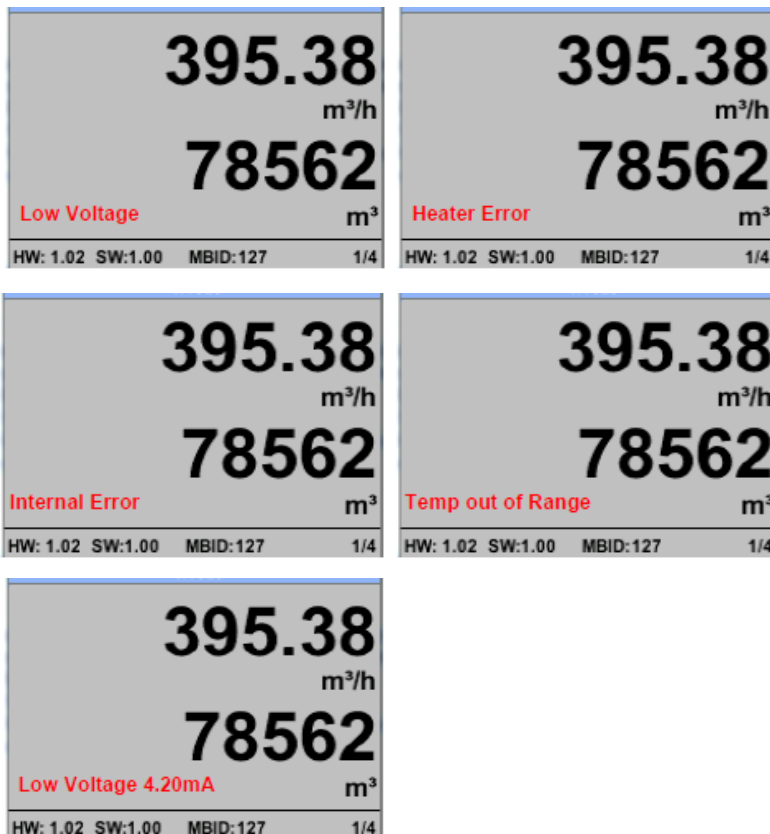 395.38
m³/h
78562
Low Voltage m³
HW: 1.02 SW:1.00 MBID:127 1/4
395.38
m³/h
78562
Heater Error m³
HW: 1.02 SW:1.00 MBID:127 1/4
395.38
m³/h
78562
Internal Error m³
HW: 1.02 SW:1.00 MBID:127 1/4
395.38
m³/h
78562
Temp out of Range m³
HW: 1.02 SW:1.00 MBID:127 1/4
395.38
m³/h
78562
Low Voltage 4.20mA m³
HW: 1.02 SW:1.00 MBID:127 1/4